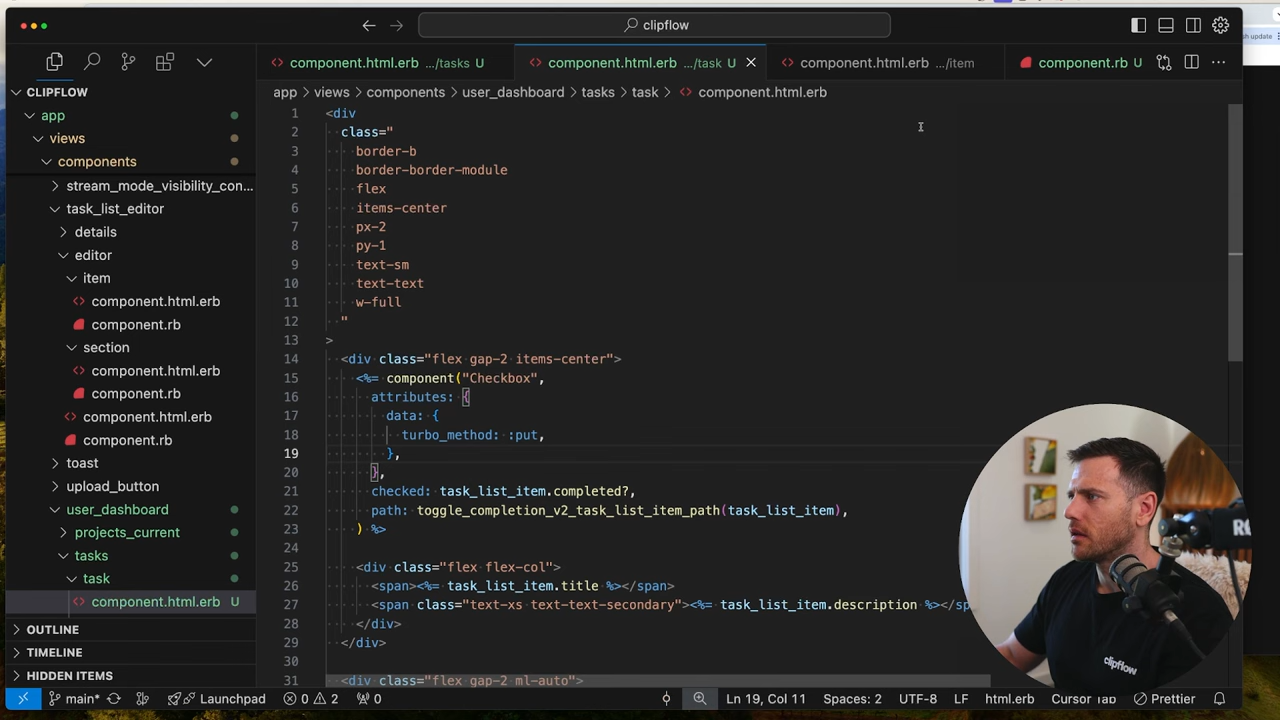 clipflow
sh update
component.html.erb .../tasks U
component.html.erb .../task U
component.html.erb .../item
component.rb U
CLIPFLOW
app
views
components
stream_mode_visibility_con...
task_list_editor
details
editor
item
component.html.erb
component.rb
section
component.html.erb
component.rb
component.html.erb
component.rb
toast
upload_button
user_dashboard
projects_current
tasks
task
component.html.erb U
OUTLINE
TIMELINE
HIDDEN ITEMS
app > views > components > user_dashboard > tasks > task > component.html.erb
1 <div
2 class="
3 border-b
4 border-border-module
5 flex
6 items-center
7 px-2
8 py-1
9 text-sm
10 text-text
11 w-full
12 "
13 >
14 <div class="flex gap-2 items-center">
15 <%= component("Checkbox",
16 attributes: {
17 data: {
18 turbo_method: :put,
19 },
20 },
21 checked: task_list_item.completed?,
22 path: toggle_completion_v2_task_list_item_path(task_list_item),
23 ) %>
24
25 <div class="flex flex-col">
26 <span><%= task_list_item.title %></span>
27 <span class="text-xs text-text-secondary"><%= task_list_item.description %></sp
28 </div>
29 </div>
30
31 <div class="flex gap-2 ml-auto">
clipflow
main* Launchpad 0 2 0 Ln 19, Col 11 Spaces: 2 UTF-8 LF html.erb Cursor Tab Prettier